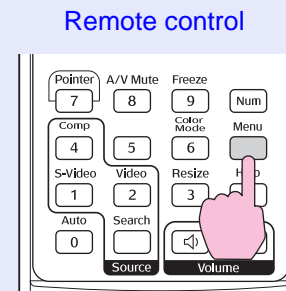 Remote control
Pointer A/V Mute Freeze
7 8 9 Num
Comp Color Mode Menu
4 5 6
S-Video Video Resize
1 2 3
Auto Search
0
Source Volume